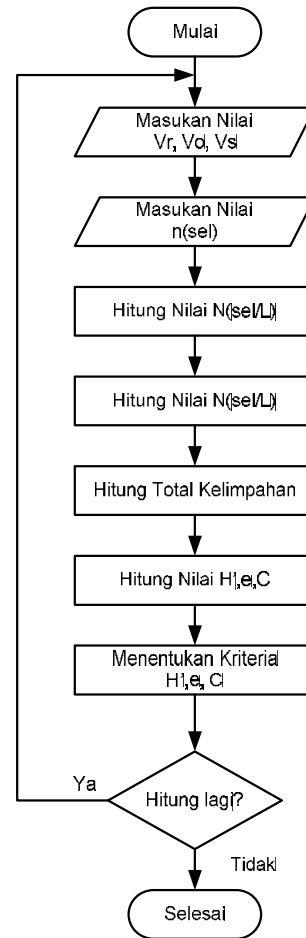 Mulai
Masukan Nilai
Vr, Vo, Vs
Masukan Nilai
n(sel)
Hitung Nilai N(sel/L)
Hitung Nilai N(sel/L)
Hitung Total Kelimpahan
Hitung Nilai H',e,C
Menentukan Kriteria
H',e, C
Ya
Hitung lagi?
Tidak
Selesai